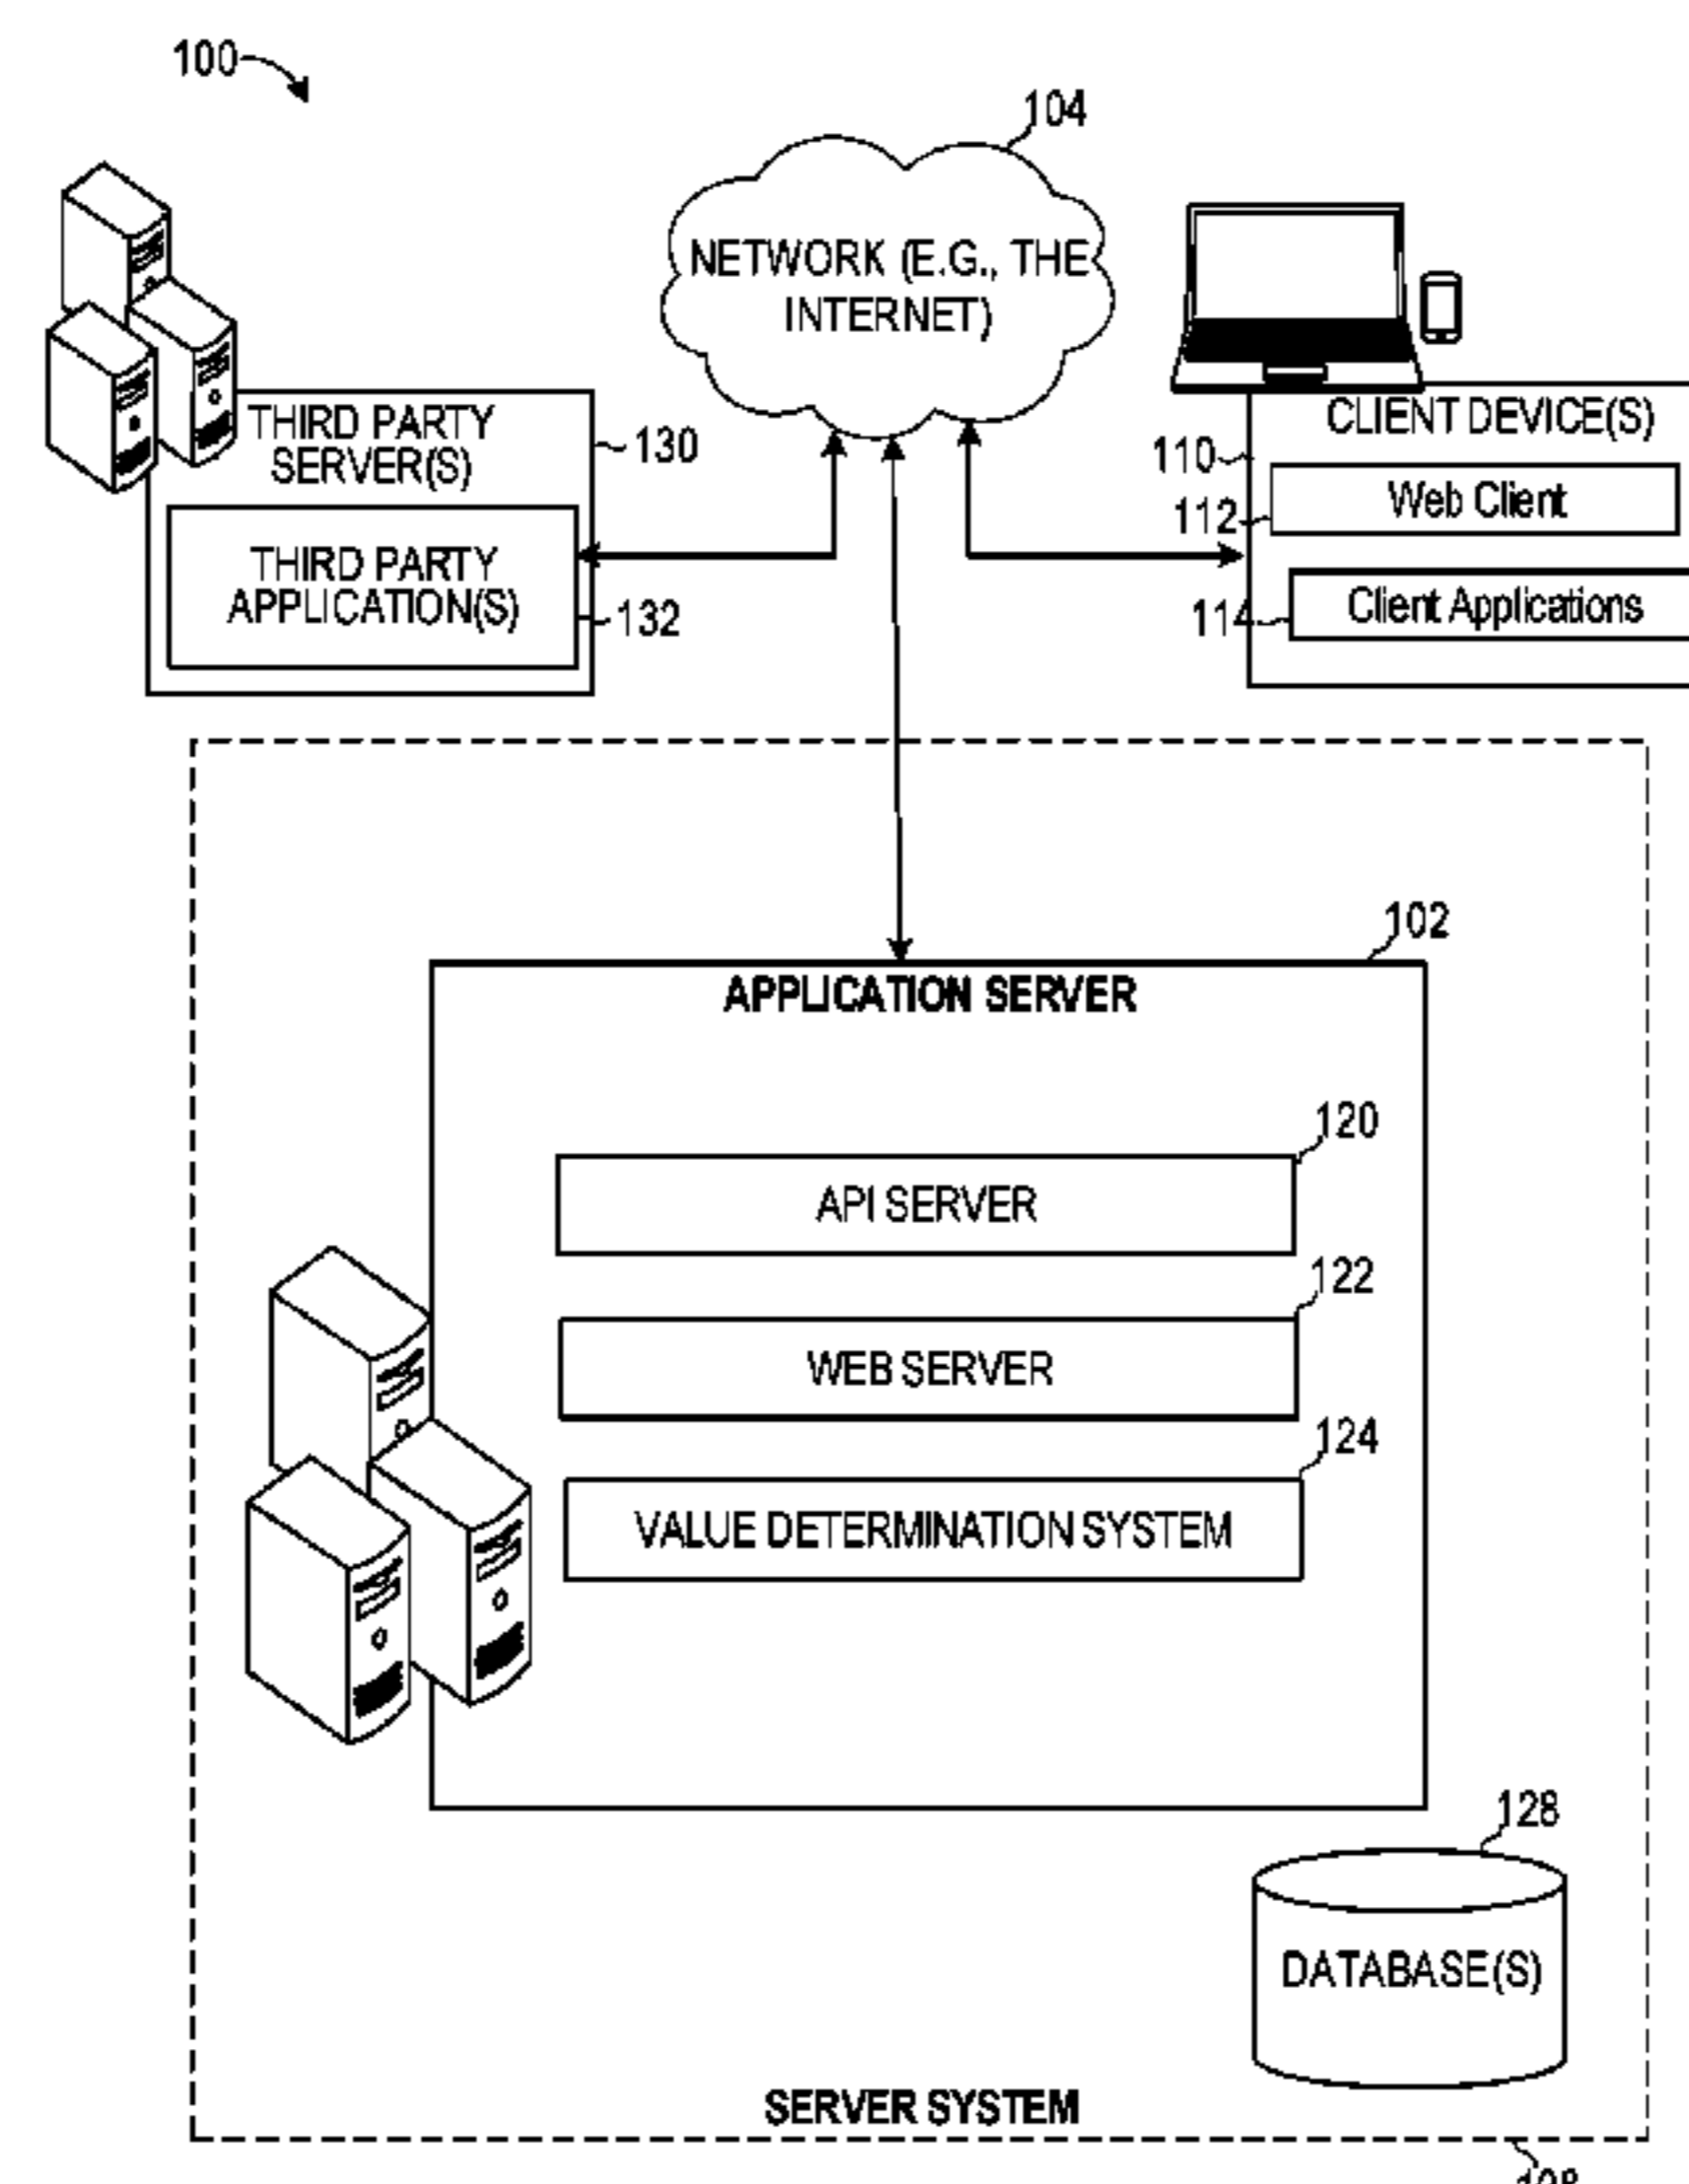 100
104
NETWORK (E.G., THE
INTERNET)
THIRD PARTY
SERVER(S)
130
THIRD PARTY
APPLICATION(S)
132
CLIENT DEVICE(S)
110
Web Client
112
Client Applications
114
102
APPLICATION SERVER
120
API SERVER
122
WEB SERVER
124
VALUE DETERMINATION SYSTEM
128
DATABASE(S)
SERVER SYSTEM